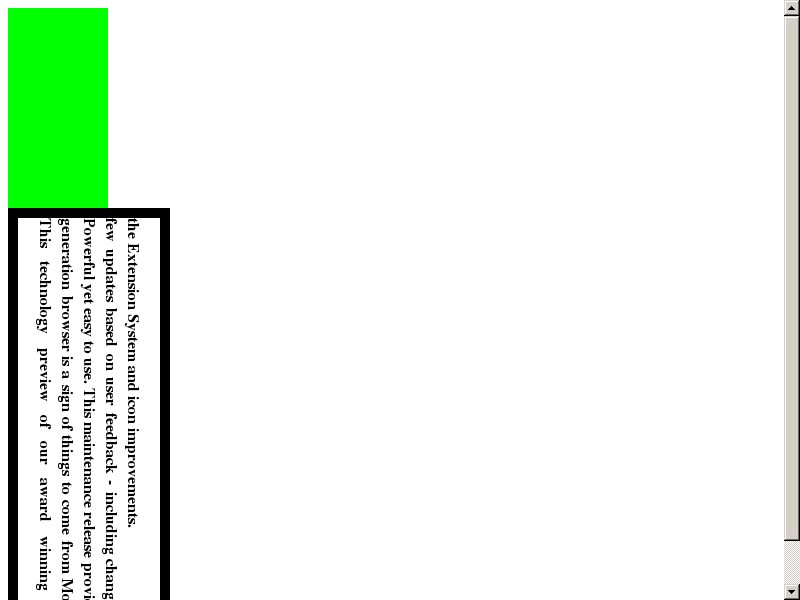 This technology preview of our award winning
generation browser is a sign of things to come from Mo
Powerful yet easy to use. This maintenance release provi
few updates based on user feedback - including chang
the Extension System and icon improvements.